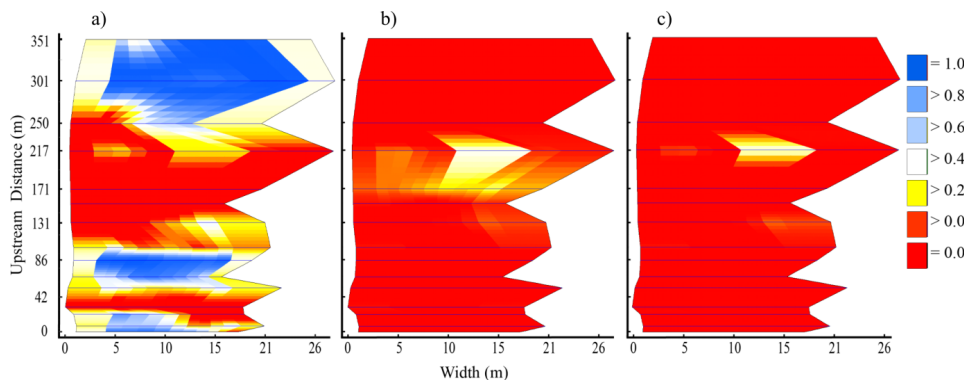 a)
b)
c)
351
301
250
217
171
131
86
42
0
Upstream Distance (m)
0 5 10 15 21 26
0 5 10 15 21 26
0 5 10 15 21 26
Width (m)
= 1.0
> 0.8
> 0.6
> 0.4
> 0.2
> 0.0
= 0.0